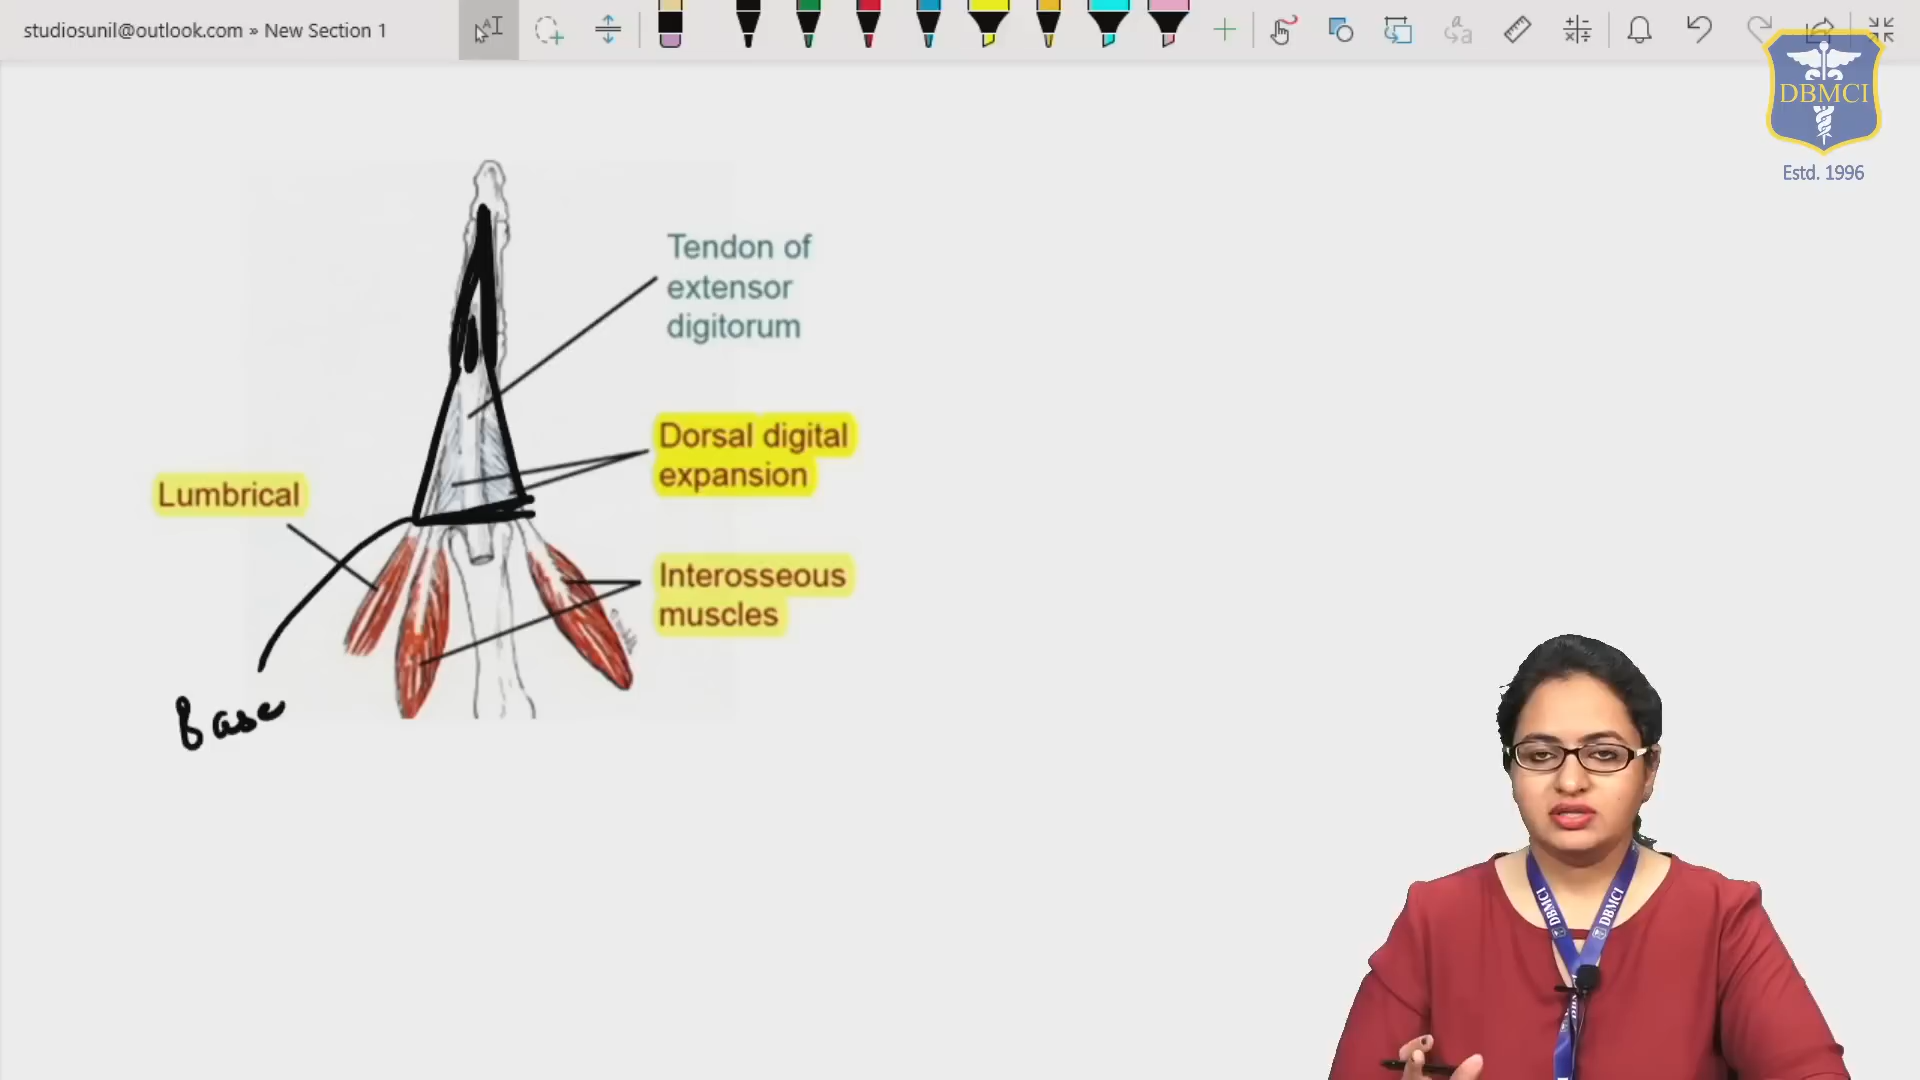 studiosunil@outlook.com » New Section 1
DBMCI
Estd. 1996
Tendon of
extensor
digitorum
Dorsal digital
expansion
Lumbrical
Interosseous
muscles
Base
DBMCI
DBMCI